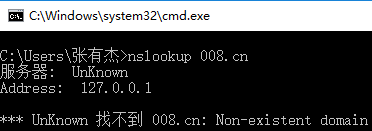 C:\Windows\system32\cmd.exe
C:\Users\张有杰>nslookup 008.cn
服务器:  UnKnown
Address:  127.0.0.1
*** UnKnown 找不到 008.cn: Non-existent domain